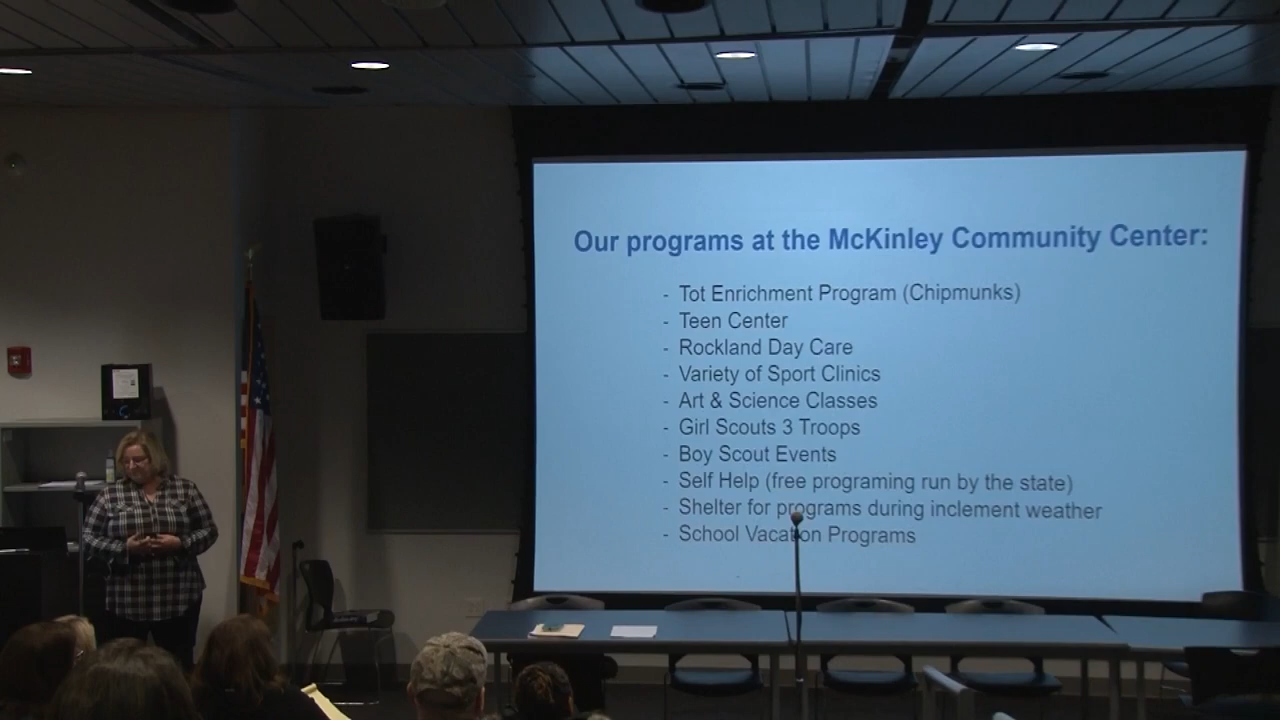 Our programs at the McKinley Community Center:
- Tot Enrichment Program (Chipmunks)
- Teen Center
- Rockland Day Care
- Variety of Sport Clinics
- Art & Science Classes
- Girl Scouts 3 Troops
- Boy Scout Events
- Self Help (free programing run by the state)
- Shelter for programs during inclement weather
- School Vacation Programs